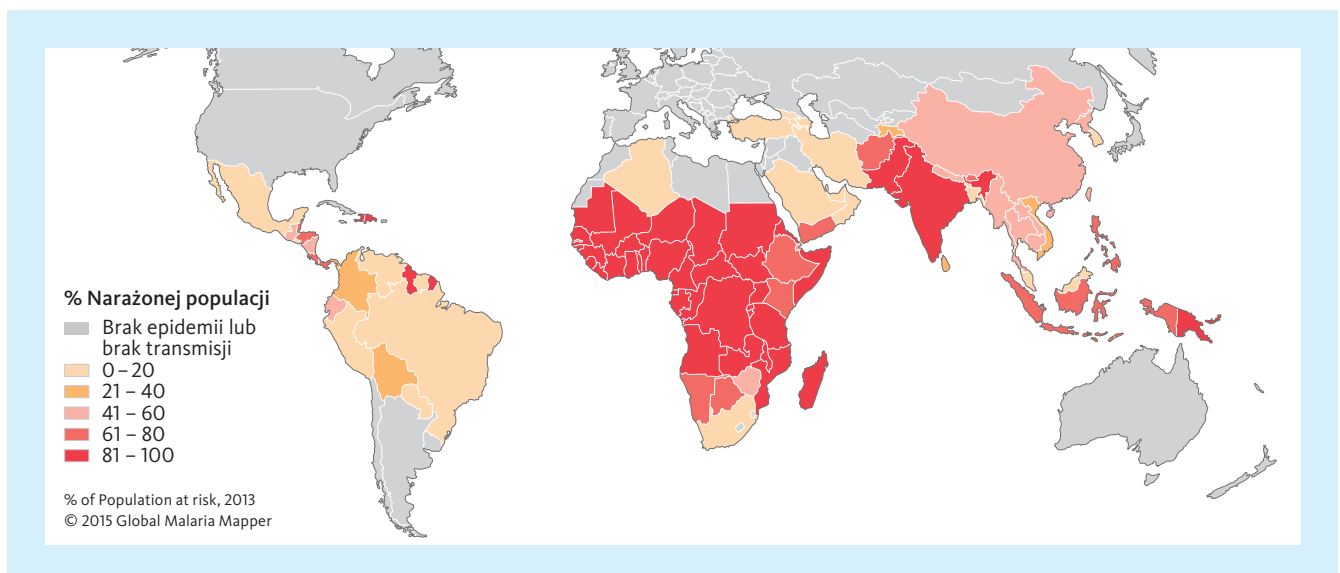 % Narażonej populacji
Brak epidemii lub
brak transmisji
0 – 20
21 – 40
41 – 60
61 – 80
81 – 100
% of Population at risk, 2013
© 2015 Global Malaria Mapper